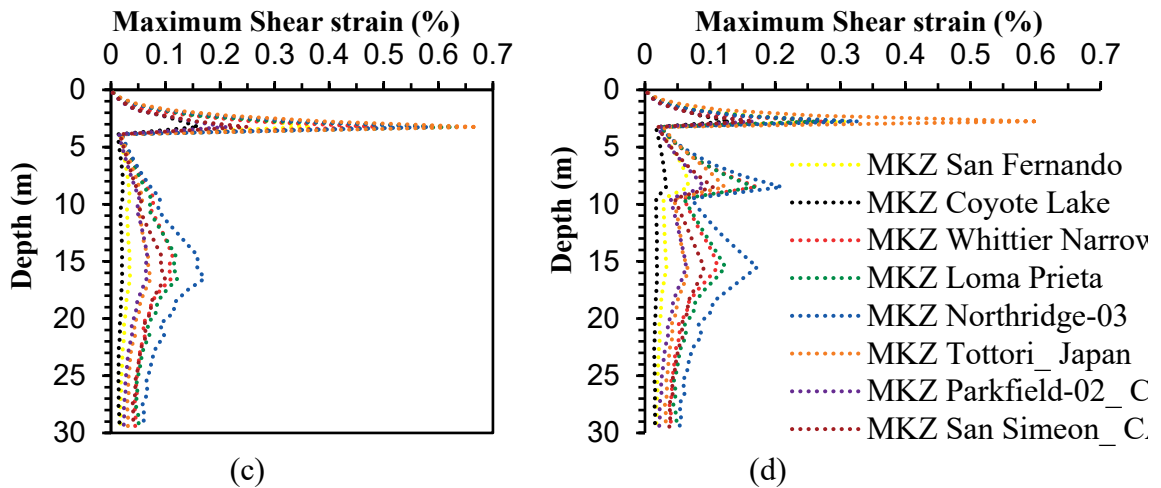 Maximum Shear strain (%)
0 0.1 0.2 0.3 0.4 0.5 0.6 0.7
0
5
10
15
20
25
30
Depth (m)
(c)
Maximum Shear strain (%)
0 0.1 0.2 0.3 0.4 0.5 0.6 0.7
0
5
10
15
20
25
30
Depth (m)
MKZ San Fernando
MKZ Coyote Lake
MKZ Whittier Narrow
MKZ Loma Prieta
MKZ Northridge-03
MKZ Tottori_ Japan
MKZ Parkfield-02_ C
MKZ San Simeon_ CA
(d)